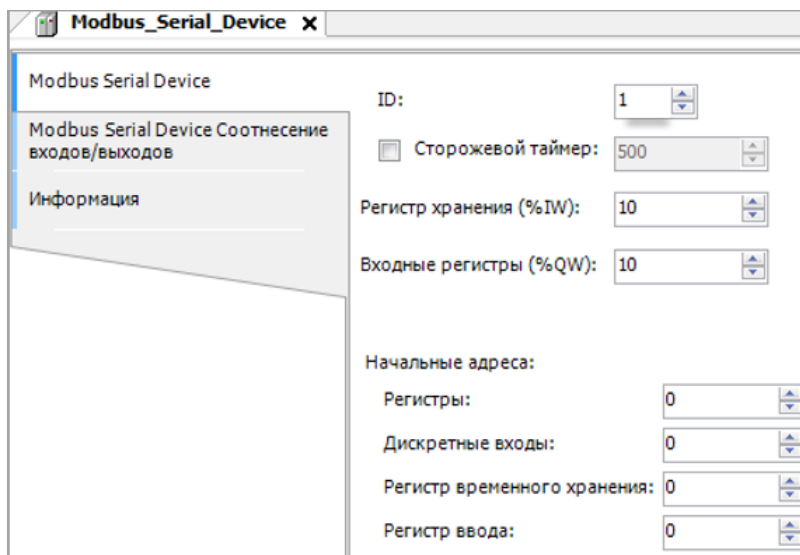 Modbus_Serial_Device
Modbus Serial Device
Modbus Serial Device Соотнесение
входов/выходов
Информация
ID: 1
Сторожевой таймер: 500
Регистр хранения (%IW): 10
Входные регистры (%QW): 10
Начальные адреса:
Регистры: 0
Дискретные входы: 0
Регистр временного хранения: 0
Регистр ввода: 0